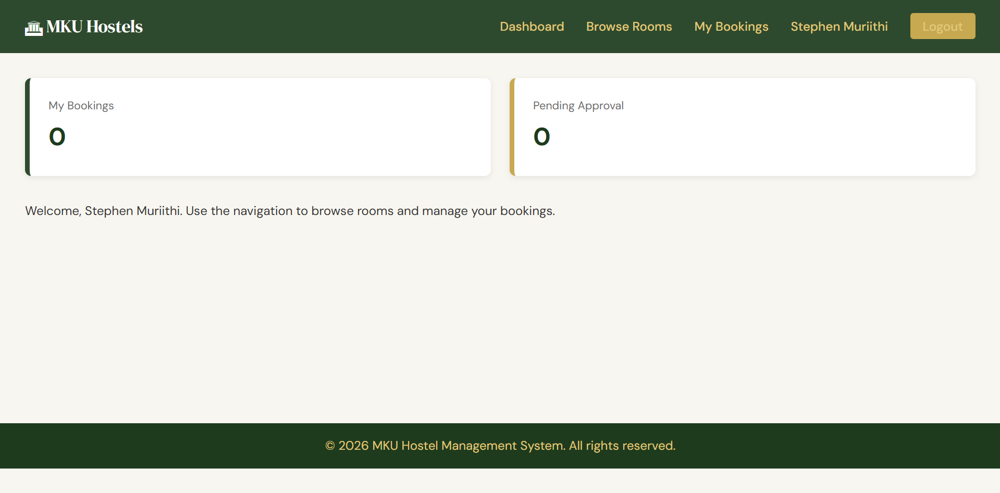 MKU Hostels
Dashboard Browse Rooms My Bookings Stephen Muriithi Logout
My Bookings
0
Pending Approval
0
Welcome, Stephen Muriithi. Use the navigation to browse rooms and manage your bookings.
© 2026 MKU Hostel Management System. All rights reserved.